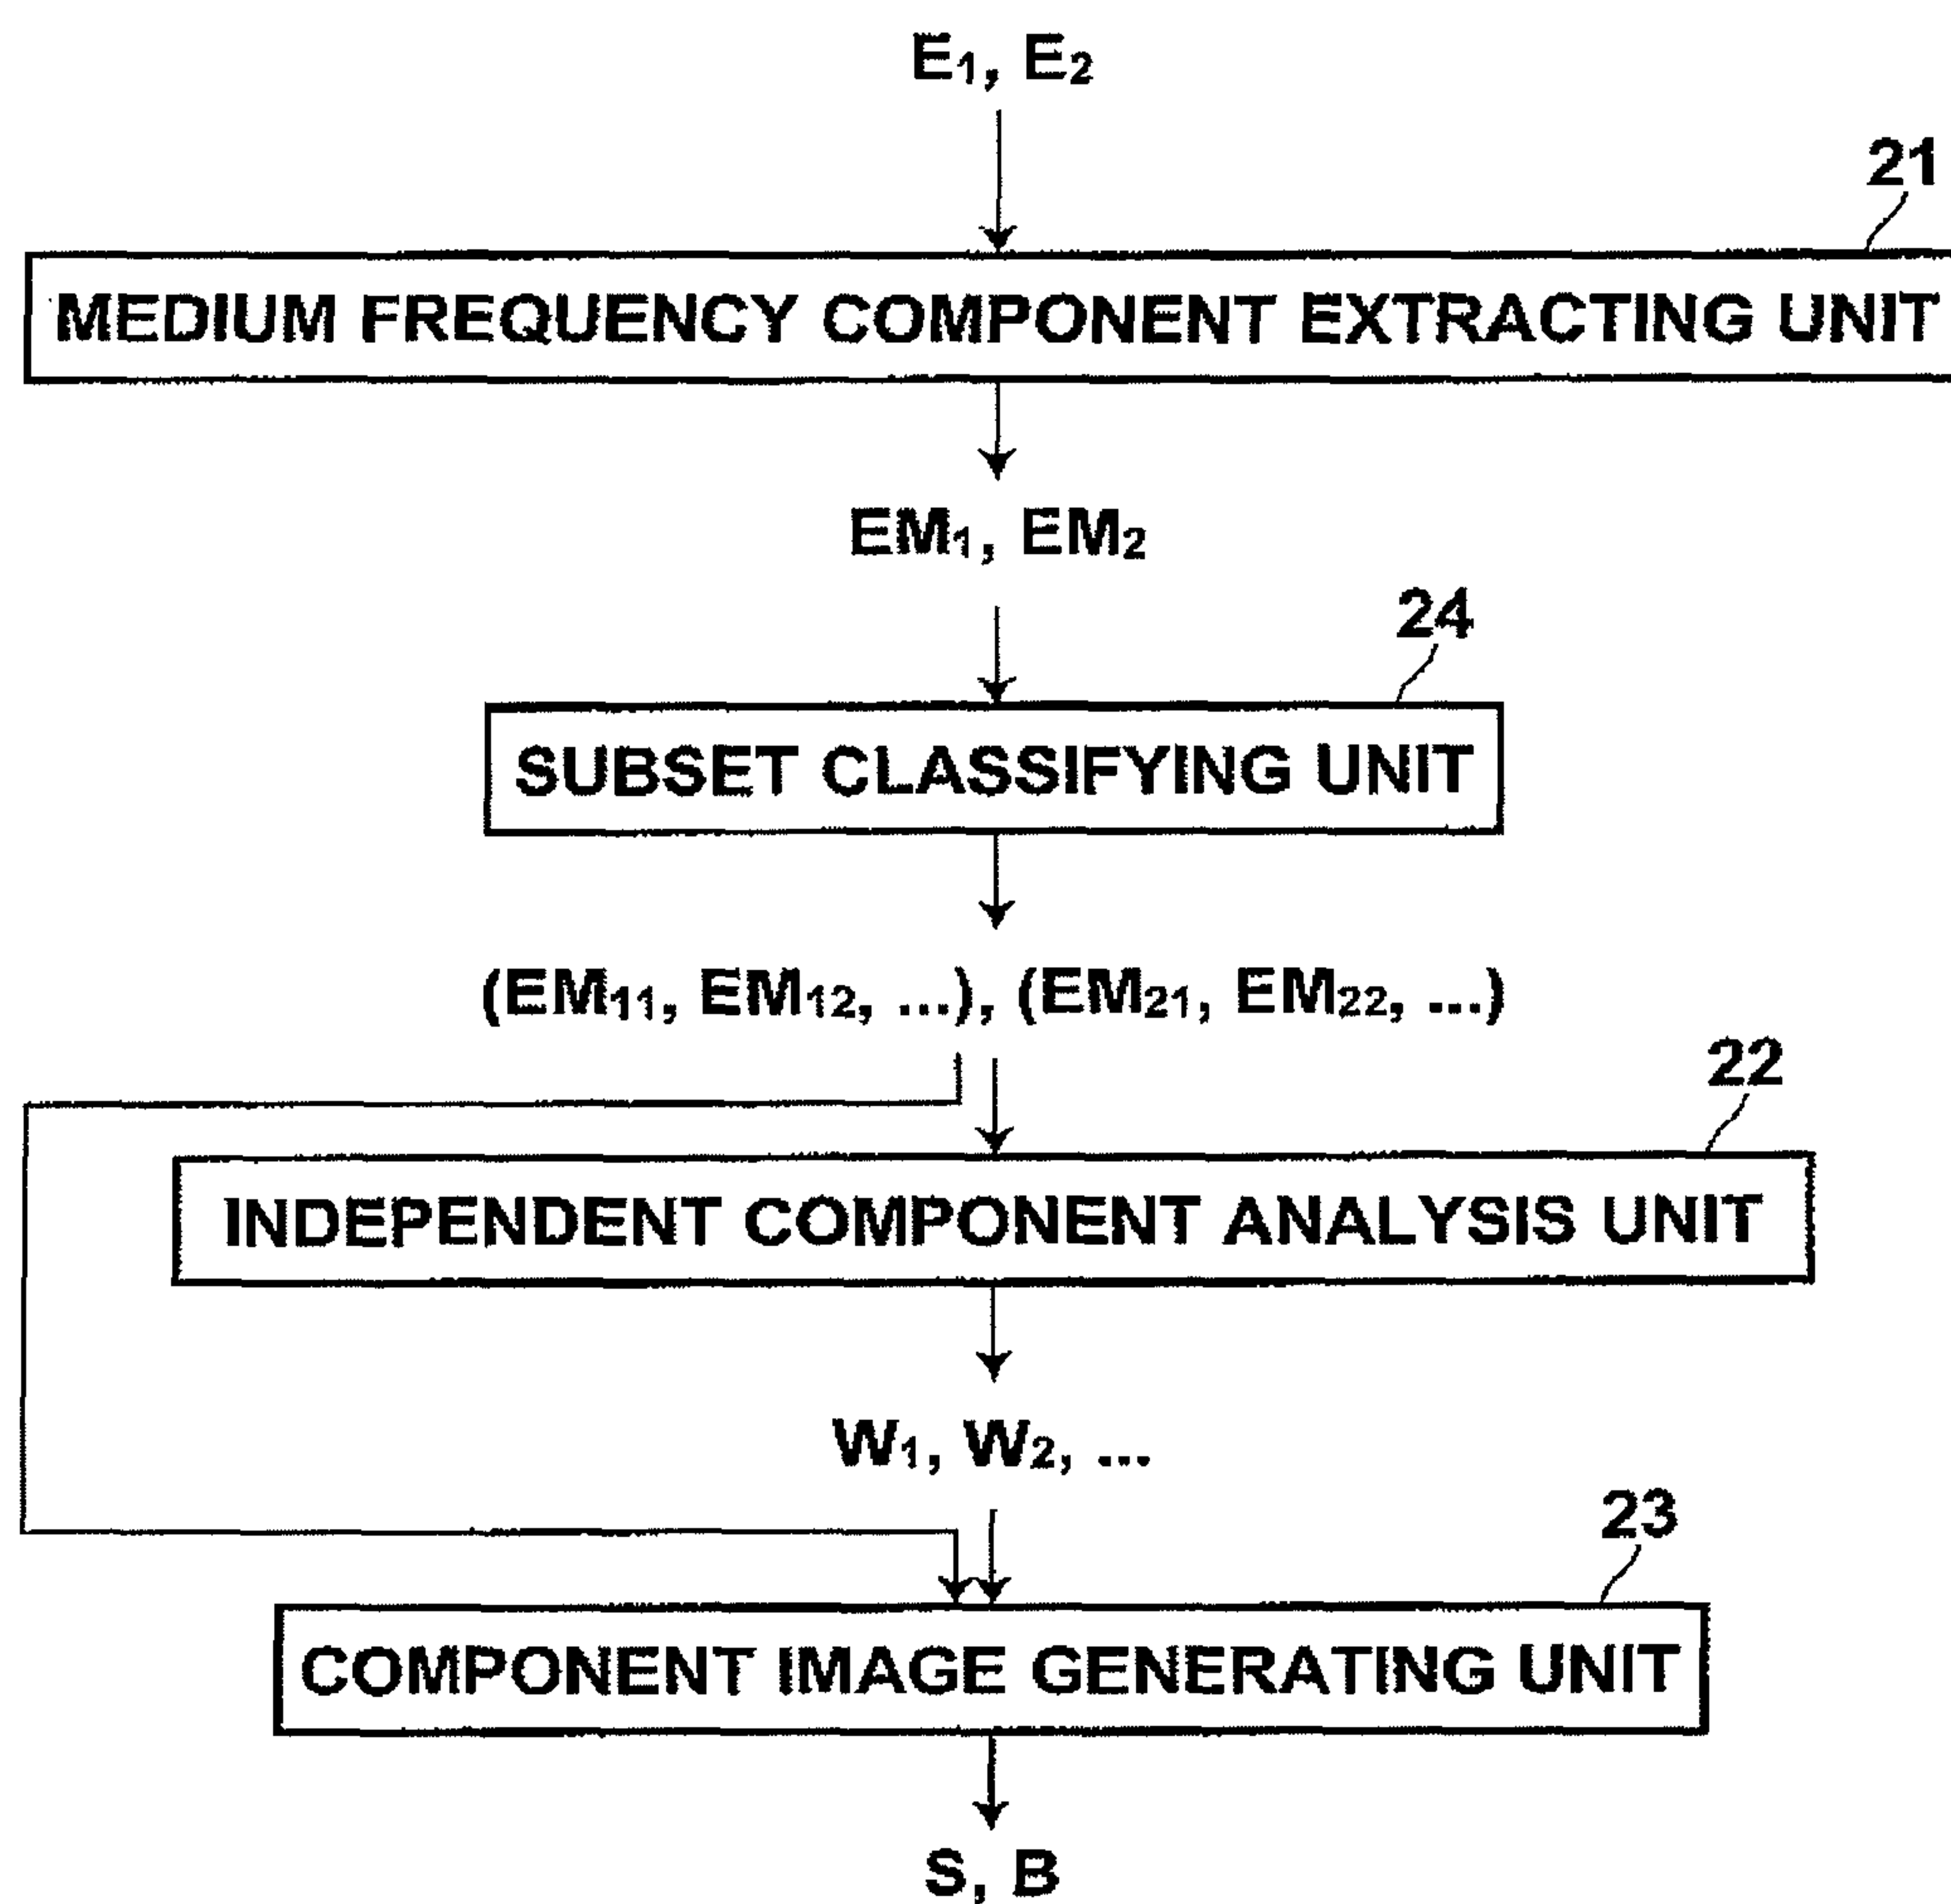 E₁, E₂
21
MEDIUM FREQUENCY COMPONENT EXTRACTING UNIT
EM₁, EM₂
24
SUBSET CLASSIFYING UNIT
(EM₁₁, EM₁₂, ...), (EM₂₁, EM₂₂, ...)
22
INDEPENDENT COMPONENT ANALYSIS UNIT
W₁, W₂, ...
23
COMPONENT IMAGE GENERATING UNIT
S, B